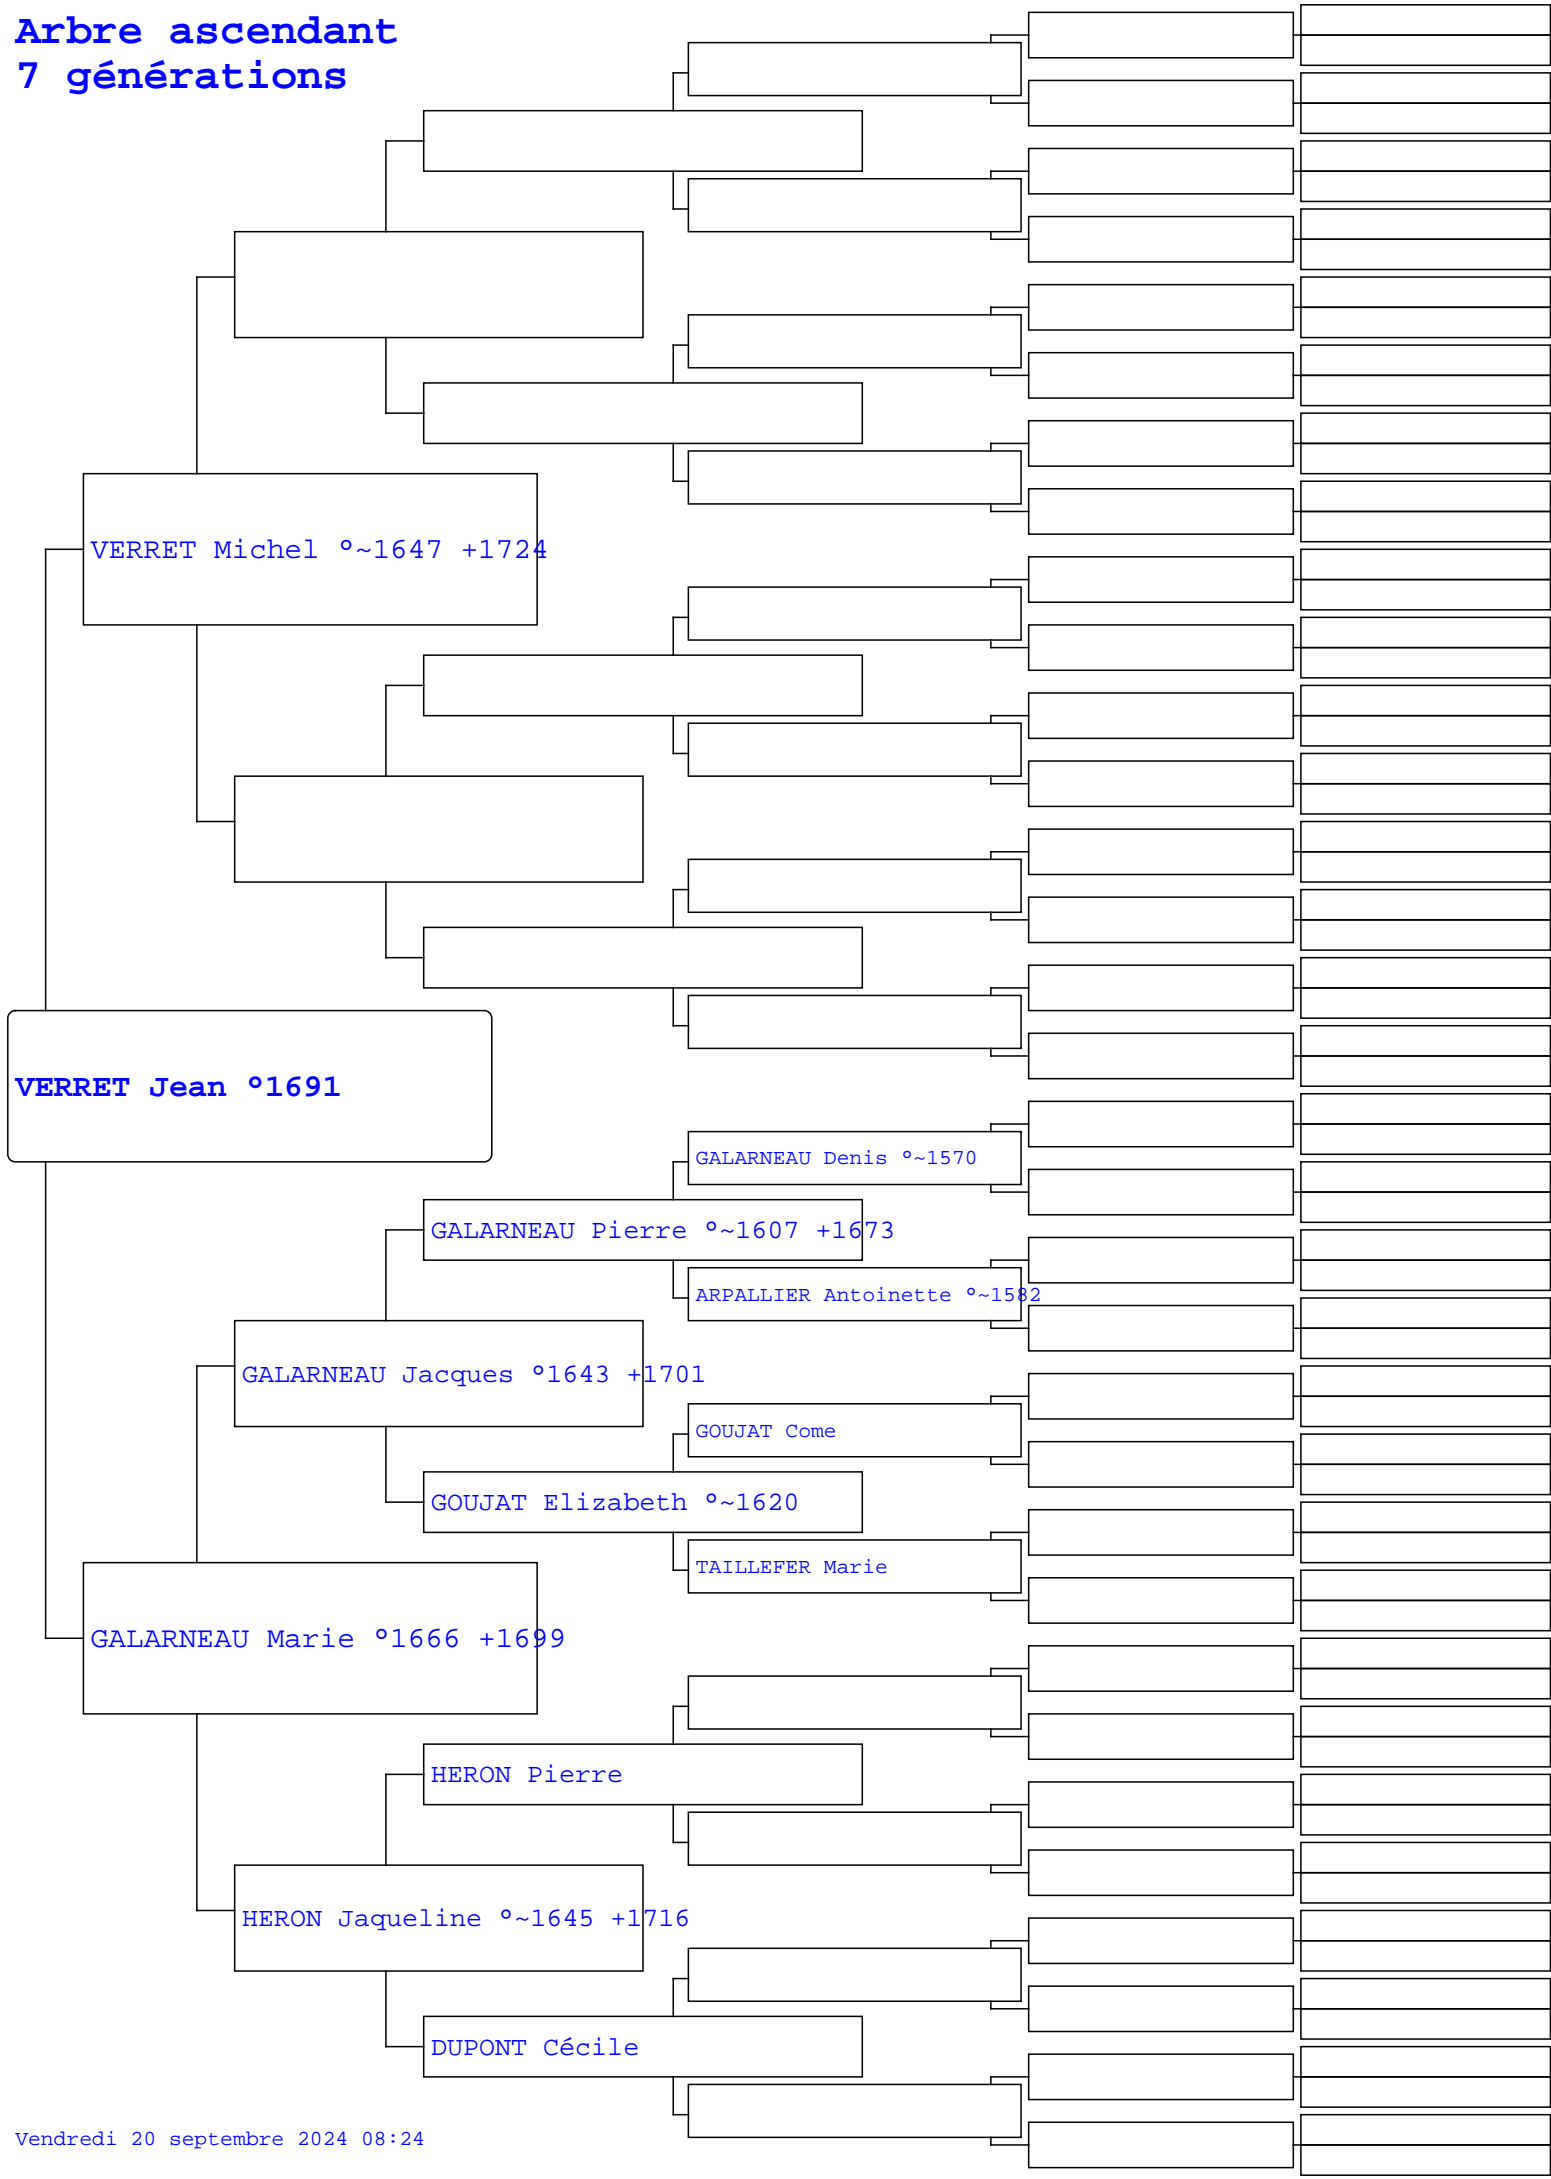 Arbre ascendant
7 générations
VERRET Michel °~1647 +1724
VERRET Jean °1691
GALARNEAU Denis °~1570
GALARNEAU Pierre °~1607 +1673
ARPALLIER Antoinette °~1582
GALARNEAU Jacques °1643 +1701
GOUJAT Come
GOUJAT Elizabeth °~1620
TAILLEFER Marie
GALARNEAU Marie °1666 +1699
HERON Pierre
HERON Jaqueline °~1645 +1716
DUPONT Cécile
Vendredi 20 septembre 2024 08:24